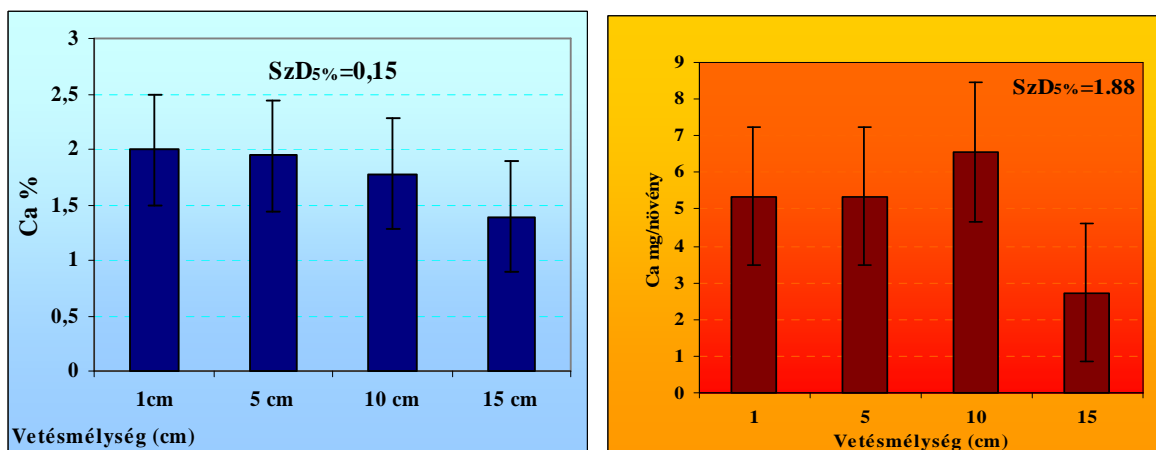 SzD5%=0,15
Ca %
3
2,5
2
1,5
1
0,5
0
1cm 5 cm 10 cm 15 cm
Vetésmélység (cm)
SzD5%=1.88
Ca mg/növény
9
8
7
6
5
4
3
2
1
0
1 5 10 15
Vetésmélység (cm)